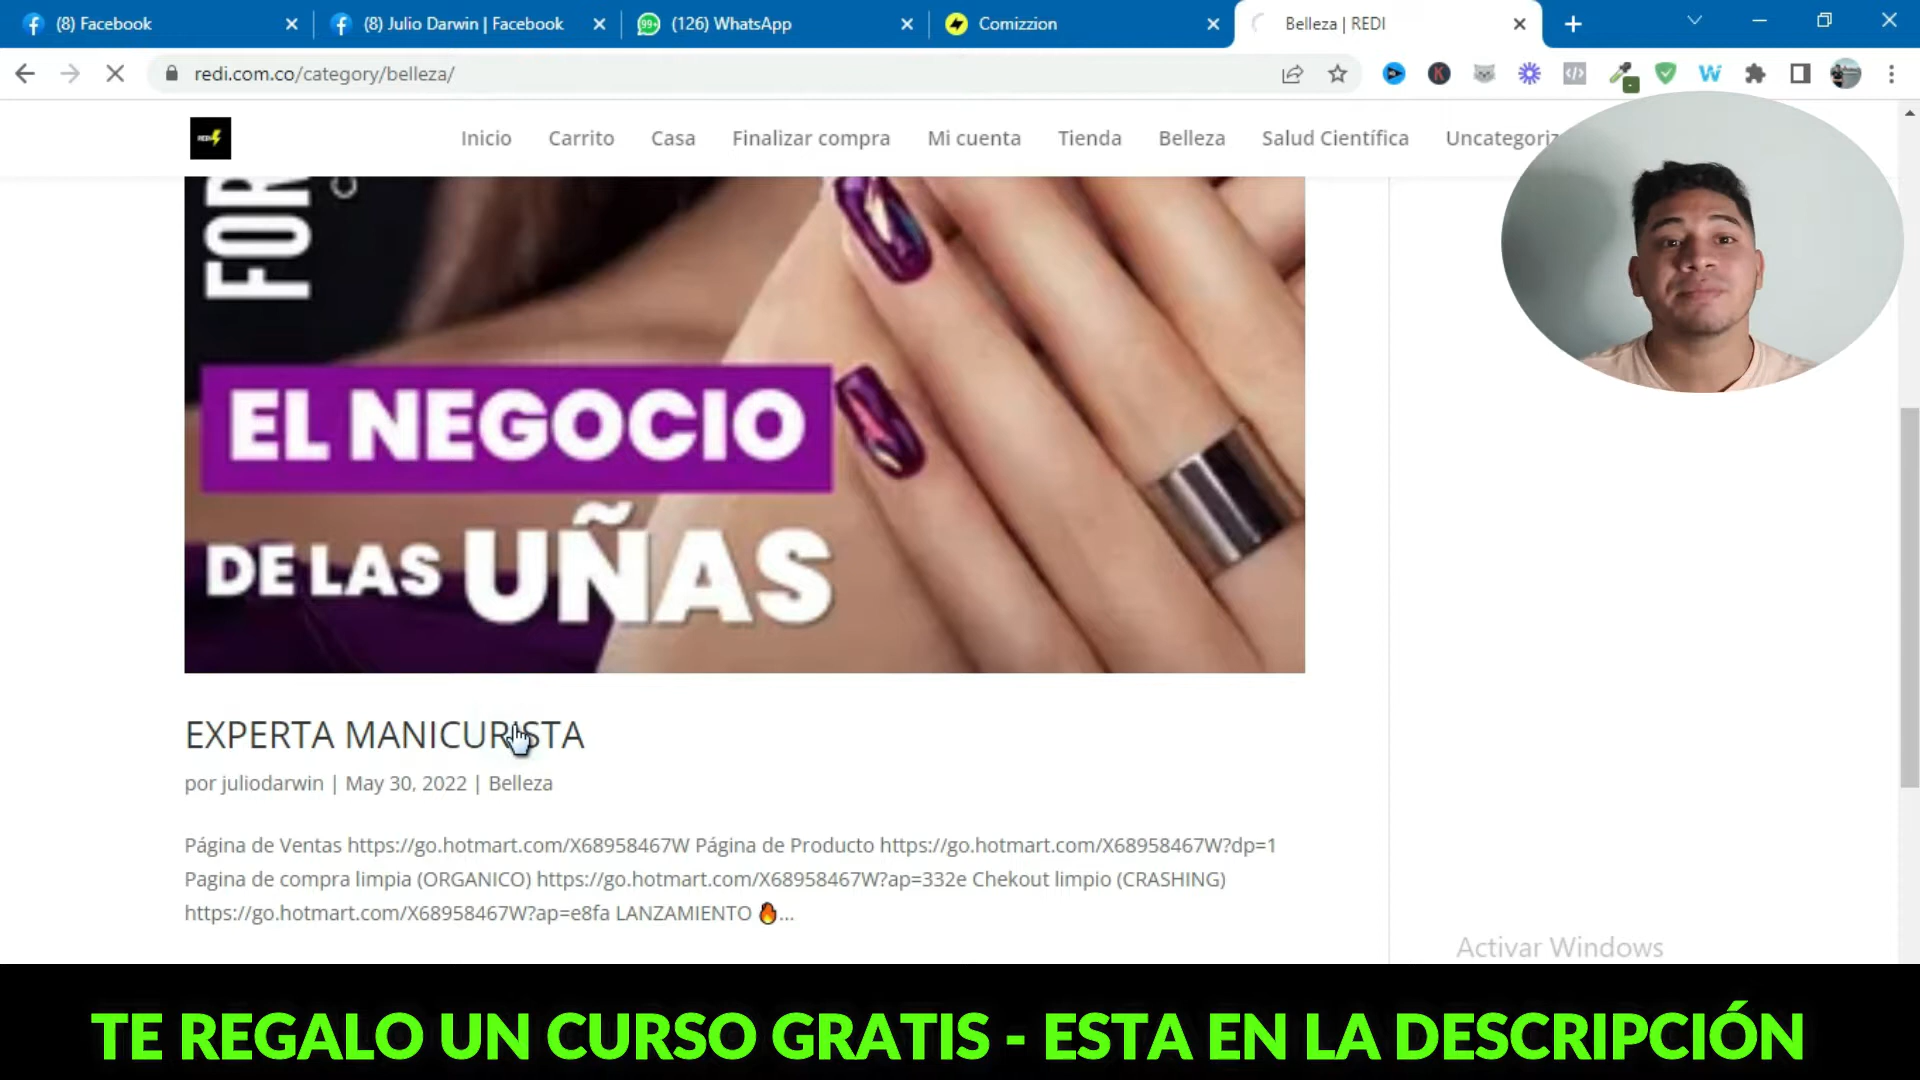 (8) Facebook
(8) Julio Darwin | Facebook
99+
(126) WhatsApp
Comizzion
Belleza | REDI
redi.com.co/category/belleza/
REDI
Inicio
Carrito
Casa
Finalizar compra
Mi cuenta
Tienda
Belleza
Salud Científica
Uncategoriz
FOR
EL NEGOCIO
DE LAS UÑAS
EXPERTA MANICURISTA
por juliodarwin | May 30, 2022 | Belleza
Página de Ventas https://go.hotmart.com/X68958467W Página de Producto https://go.hotmart.com/X68958467W?dp=1
Pagina de compra limpia (ORGANICO) https://go.hotmart.com/X68958467W?ap=332e Chekout limpio (CRASHING)
https://go.hotmart.com/X68958467W?ap=e8fa LANZAMIENTO 🔥...
Activar Windows
TE REGALO UN CURSO GRATIS - ESTA EN LA DESCRIPCIÓN